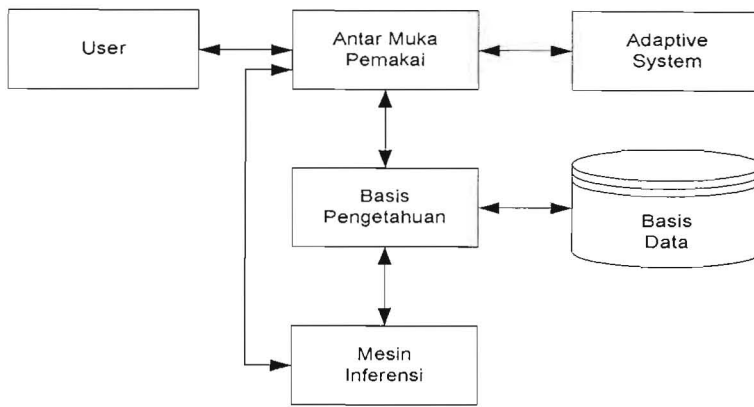 User
Antar Muka
Pemakai
Adaptive
System
Basis
Pengetahuan
Basis
Data
Mesin
Inferensi